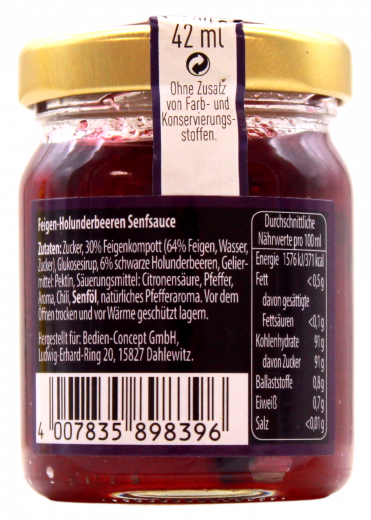 42 ml
Ohne Zusatz
von Farb- und
Konservierungs-
stoffen.
Feigen-Holunderbeeren Senfsauce
Zutaten: Zucker, 30% Feigenkompott (64% Feigen, Wasser,
Zucker), Glukosesirup, 6% schwarze Holunderbeeren, Gelier-
mittel: Pektin, Säuerungsmittel: Citronensäure, Pfeffer,
Aroma, Chili, Senföl, natürliches Pfefferaroma. Vor dem
Öffnen trocken und vor Wärme geschützt lagern.
Hergestellt für: Bedien-Concept GmbH,
Ludwig-Erhard-Ring 20, 15827 Dahlewitz.
4 007835 898396
Durchschnittliche
Nährwerte pro 100 ml
Energie 1576 kJ/371 kcal
Fett <0,5g
davon gesättigte
Fettsäuren <0,1g
Kohlenhydrate 91g
davon Zucker 91g
Ballaststoffe 0,8g
Eiweiß 0,7g
Salz <0,01g